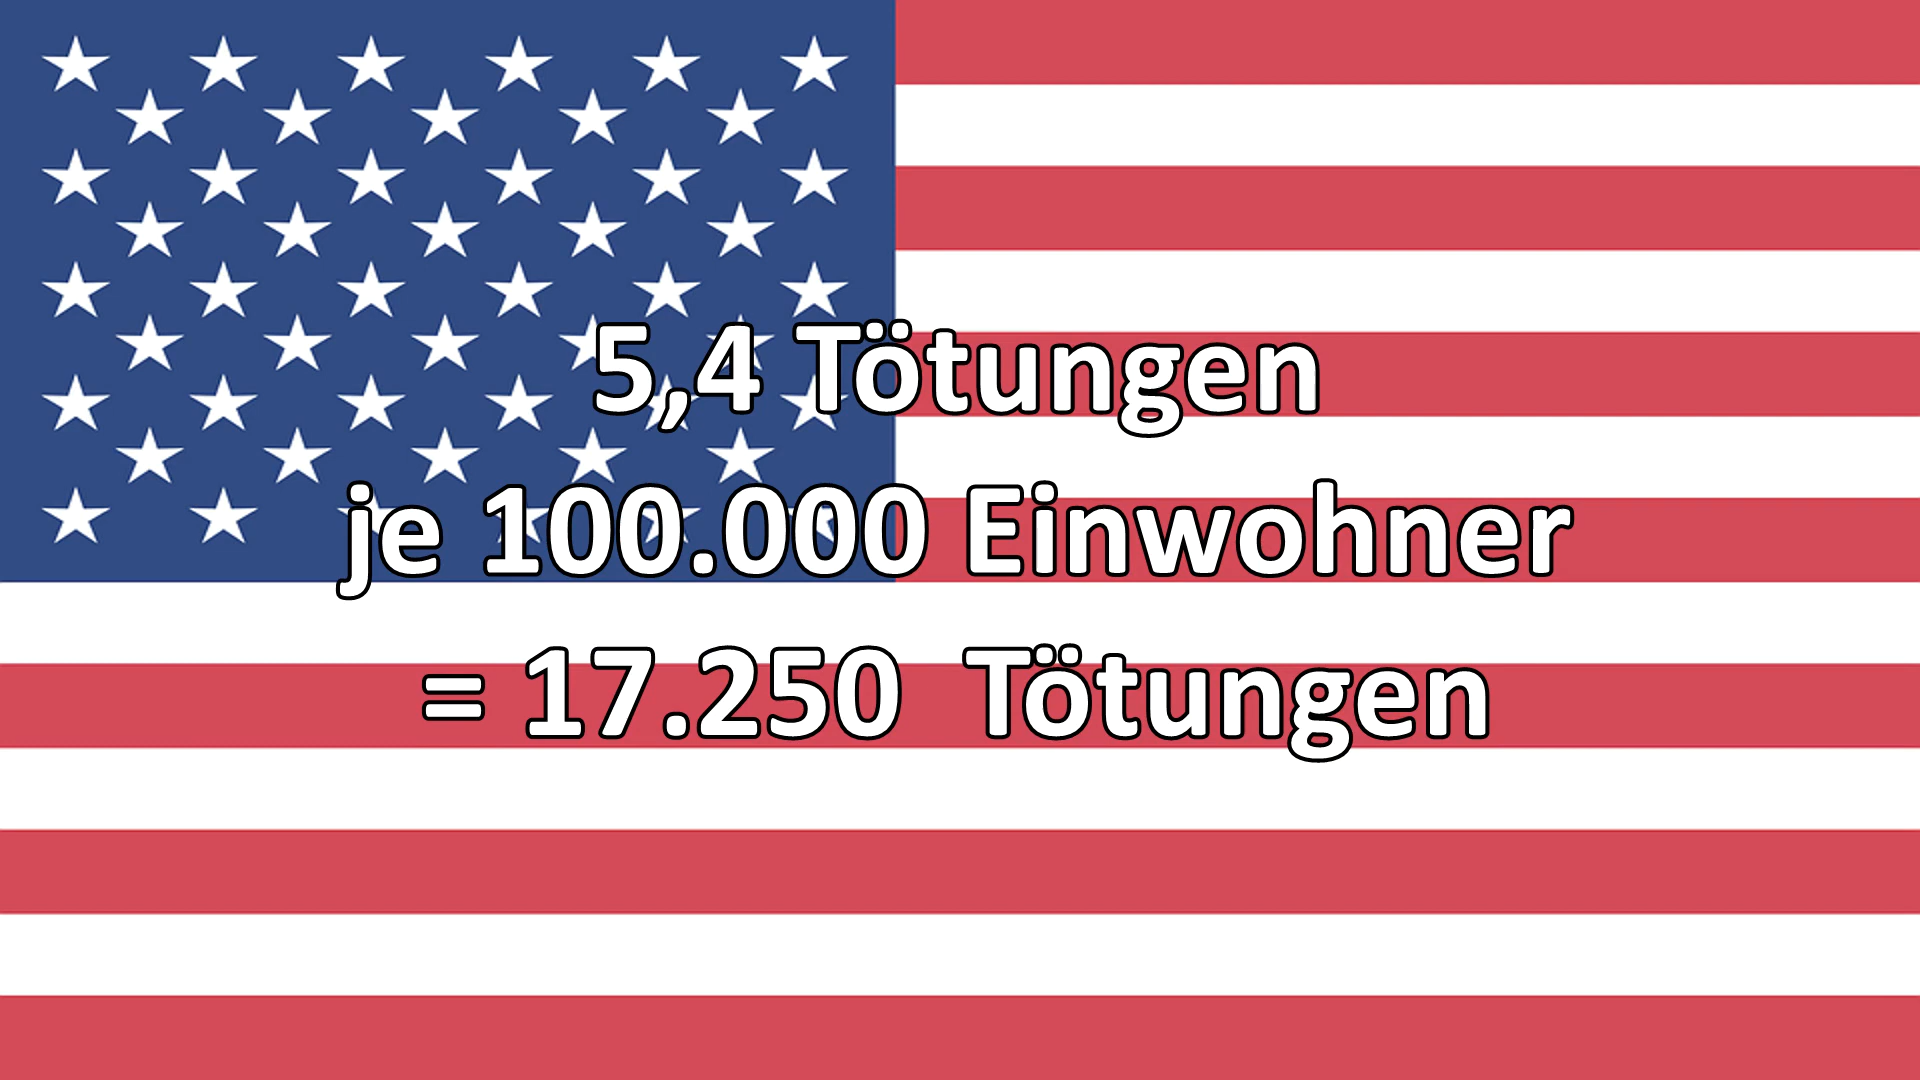 5,4 Tötungen
je 100.000 Einwohner
= 17.250 Tötungen